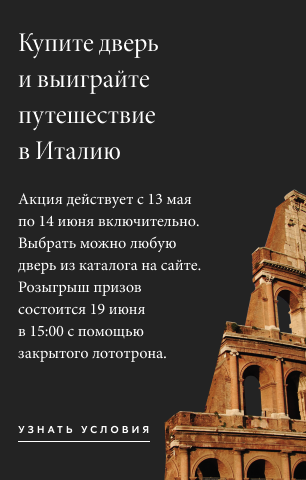 Купите дверь
и выиграйте
путешествие
в Италию
Акция действует с 13 мая
по 14 июня включительно.
Выбрать можно любую
дверь из каталога на сайте.
Розыгрыш призов
состоится 19 июня
в 15:00 с помощью
закрытого лототрона.
УЗНАТЬ УСЛОВИЯ